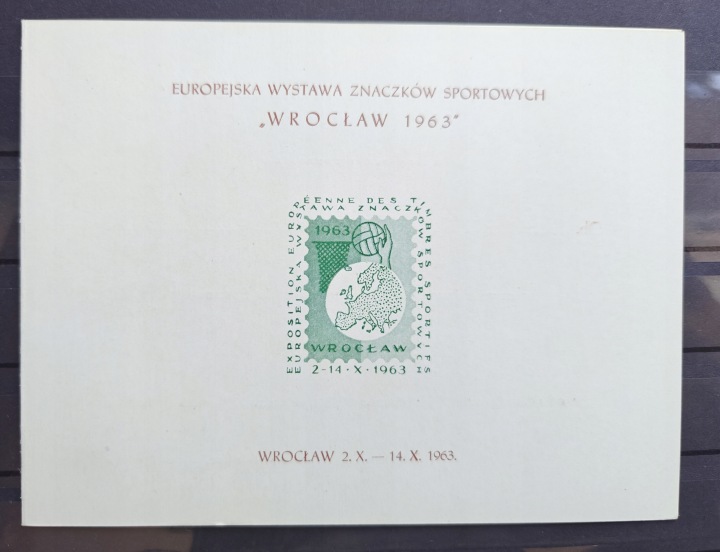 EUROPEJSKA WYSTAWA ZNACZKÓW SPORTOWYCH
„WROCŁAW 1963"
EXPOSITION EUROPÉENNE DES TIMBRES SPORTIFS
EUROPEJSKA WYSTAWA ZNACZKÓW SPORTOWYCH
1963
WROCŁAW
2-14·X·1963
WROCŁAW 2. X. — 14. X. 1963.